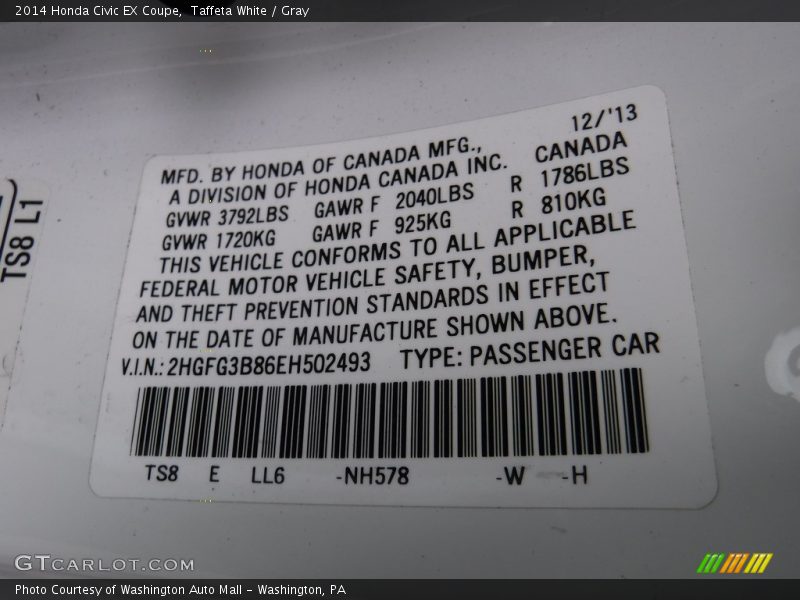 2014 Honda Civic EX Coupe, Taffeta White / Gray
12/'13
MFD. BY HONDA OF CANADA MFG.,
A DIVISION OF HONDA CANADA INC. CANADA
GVWR 3792LBS GAWR F 2040LBS R 1786LBS
GVWR 1720KG GAWR F 925KG R 810KG
THIS VEHICLE CONFORMS TO ALL APPLICABLE
FEDERAL MOTOR VEHICLE SAFETY, BUMPER,
AND THEFT PREVENTION STANDARDS IN EFFECT
ON THE DATE OF MANUFACTURE SHOWN ABOVE.
V.I.N.: 2HGFG3B86EH502493 TYPE: PASSENGER CAR
TS8 E LL6 -NH578 -W -H
TS8 L1
GTCARLOT.COM
Photo Courtesy of Washington Auto Mall – Washington, PA